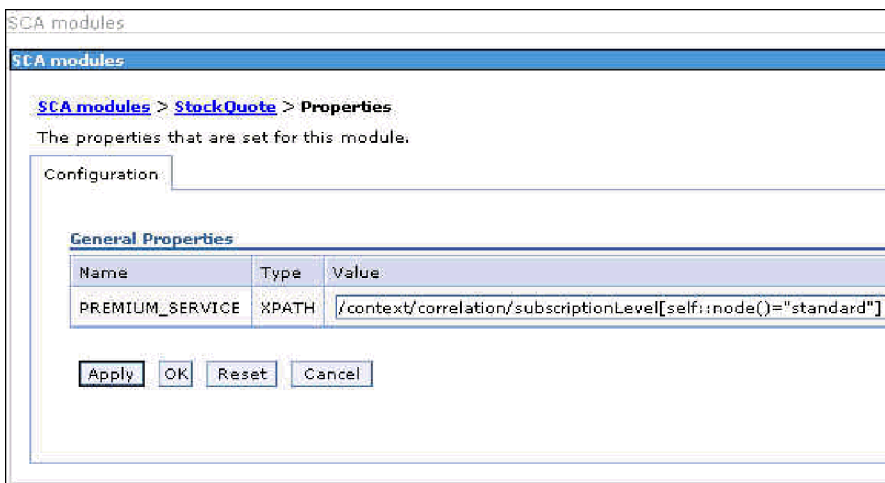 SCA modules
SCA modules
SCA modules > StockQuote > Properties
The properties that are set for this module.
Configuration
General Properties
Name Type Value
PREMIUM_SERVICE XPATH /context/correlation/subscriptionLevel[self::node()="standard"]
Apply OK Reset Cancel